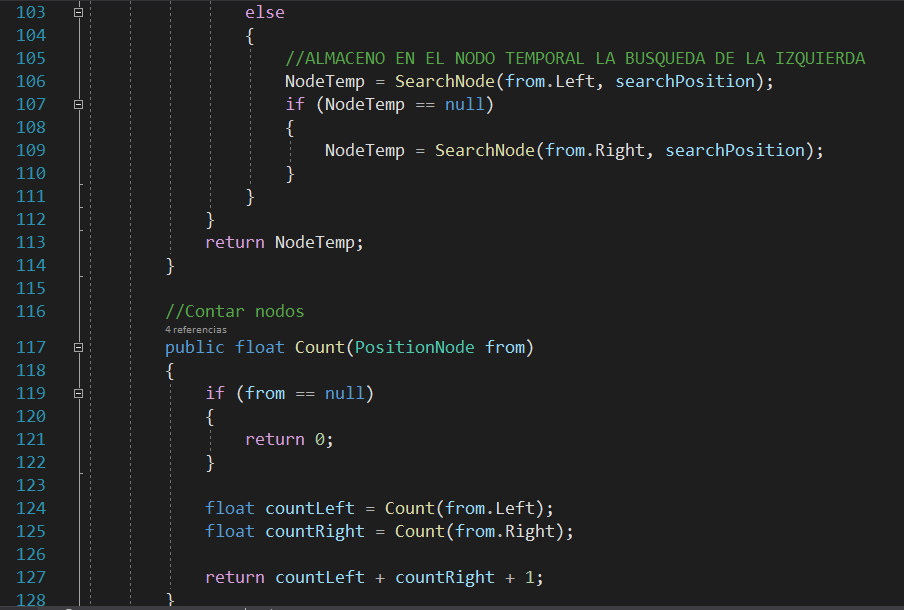 103 else
104 {
105 //ALMACENO EN EL NODO TEMPORAL LA BUSQUEDA DE LA IZQUIERDA
106 NodeTemp = SearchNode(from.Left, searchPosition);
107 if (NodeTemp == null)
108 {
109 NodeTemp = SearchNode(from.Right, searchPosition);
110 }
111 }
112 }
113 return NodeTemp;
114 }
115
116 //Contar nodos
4 referencias
117 public float Count(PositionNode from)
118 {
119 if (from == null)
120 {
121 return 0;
122 }
123
124 float countLeft = Count(from.Left);
125 float countRight = Count(from.Right);
126
127 return countLeft + countRight + 1;
128 }